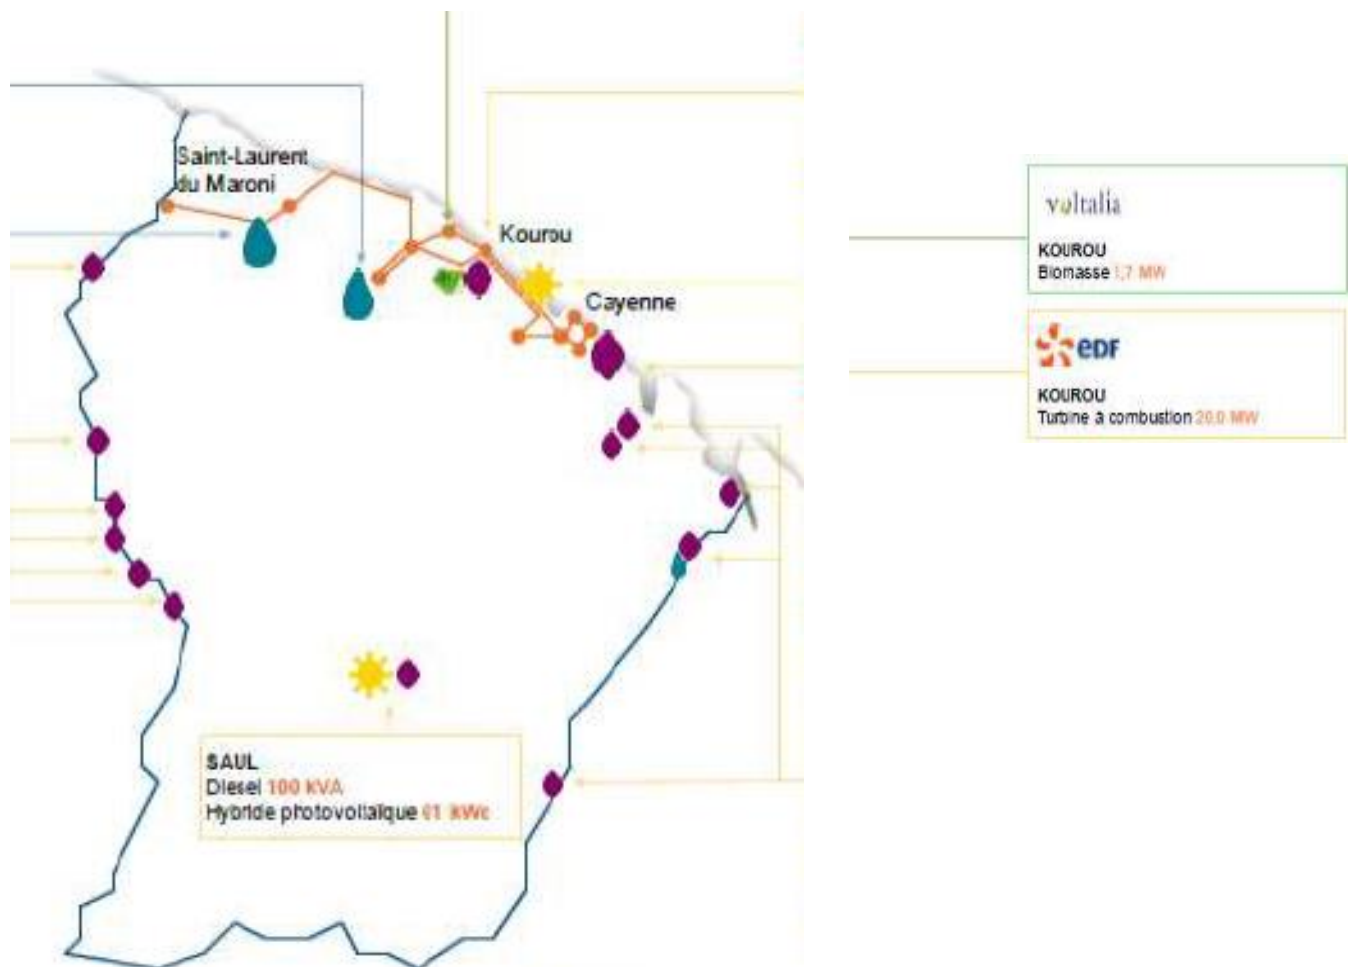 Saint-Laurent
du Maroni
Kourou
Cayenne
SAUL
Diesel 100 KVA
Hybride photovoltaïque kWc
voltalia
KOUROU
Biomasse 1,7 MW
eDF
KOUROU
Turbine à combustion 20,0 MW